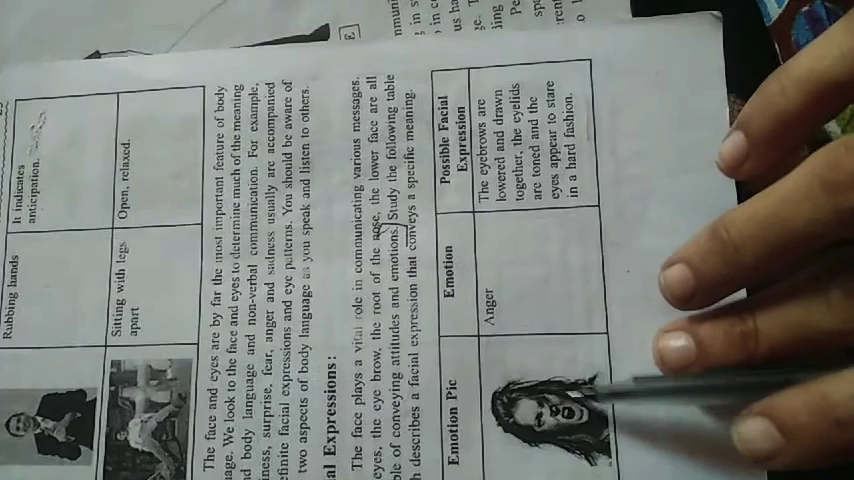 Rubbing hands
It indicates
anticipation.
Sitting with legs
apart
Open, relaxed.
The face and eyes are by far the most important feature of body
We look to the face and eyes to determine much of the meaning
body language and non-verbal communication. For example,
surprise, fear, anger and sadness usually are accompanied
facial expressions and eye patterns. You should be aware of
two aspects of body language as you speak and listen to others.
Expressions:
The face plays a vital role in communicating various messages.
eyes, the eye brow, the root of the nose, the lower face are all
of conveying attitudes and emotions. Study the following table
describes a facial expression that conveys a specific meaning.
Emotion Pic
Emotion
Possible Facial
Expression
Anger
The eyebrows are
lowered and drawn
together, the eyelids
are toned and the
eyes appear to stare
in a hard fashion.
E